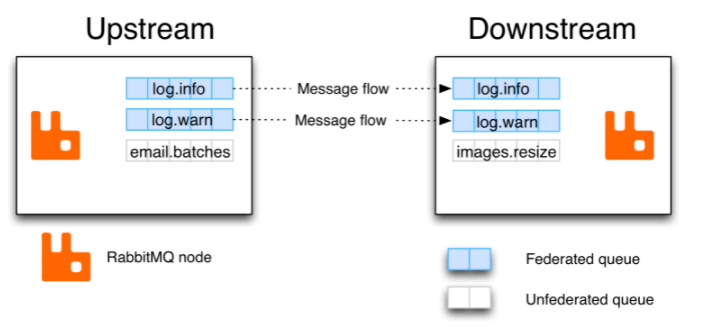 Upstream
Downstream
log.info
Message flow
log.info
log.warn
Message flow
log.warn
email.batches
images.resize
RabbitMQ node
Federated queue
Unfederated queue